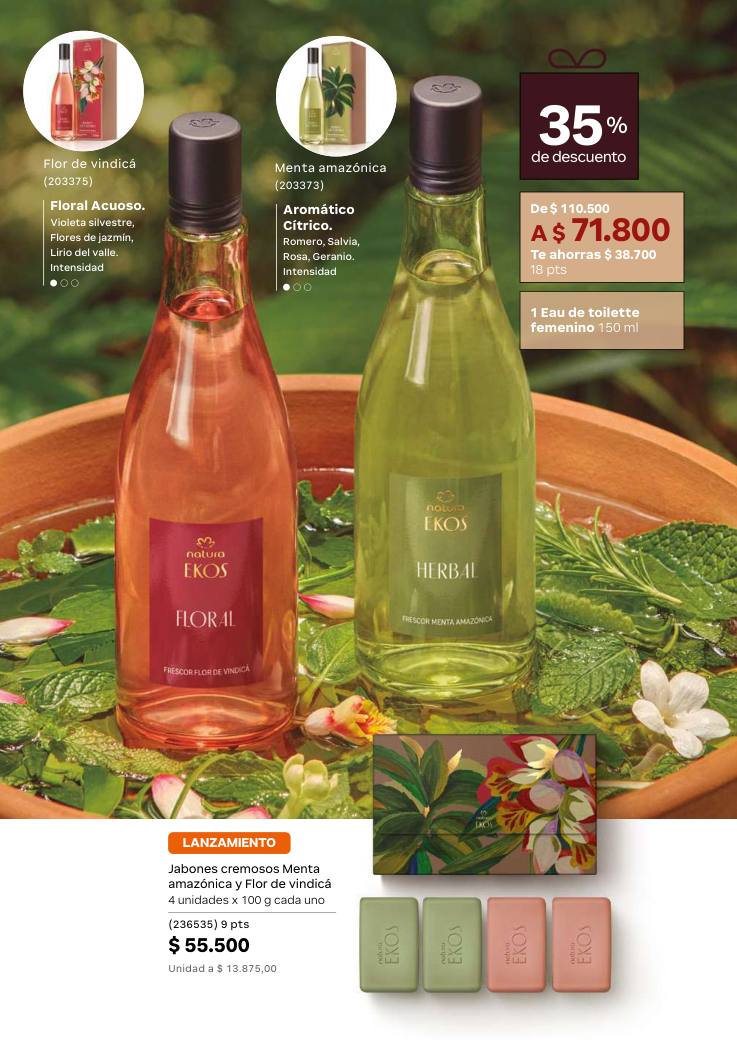 Flor de vindicá
(203375)
Floral Acuoso.
Violeta silvestre,
Flores de jazmín,
Lirio del valle.
Intensidad
Menta amazónica
(203373)
Aromático
Cítrico.
Romero, Salvia,
Rosa, Geranio.
Intensidad
35%
de descuento
De $ 110.500
A $ 71.800
Te ahorras $ 38.700
18 pts
1 Eau de toilette
femenino 150 ml
natura
EKOS
FLORAL
FRESCOR FLOR DE VINDICÁ
natura
EKOS
HERBAL
FRESCOR MENTA AMAZÓNICA
natura
EKOS
LANZAMIENTO
Jabones cremosos Menta
amazónica y Flor de vindicá
4 unidades x 100 g cada uno
(236535) 9 pts
$ 55.500
Unidad a $ 13.875,00
natura
EKOS
natura
EKOS
natura
EKOS
natura
EKOS